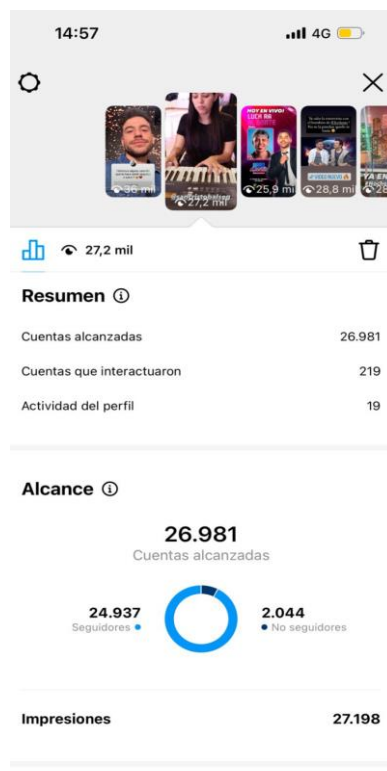 14:57
4G
36 mil
27,2 mil
HOY EN VIVO!
LUCK RA
25,9 mil
28,8 mil
27,2 mil
Resumen
Cuentas alcanzadas 26.981
Cuentas que interactuaron 219
Actividad del perfil 19
Alcance
26.981
Cuentas alcanzadas
24.937 2.044
Seguidores No seguidores
Impresiones 27.198